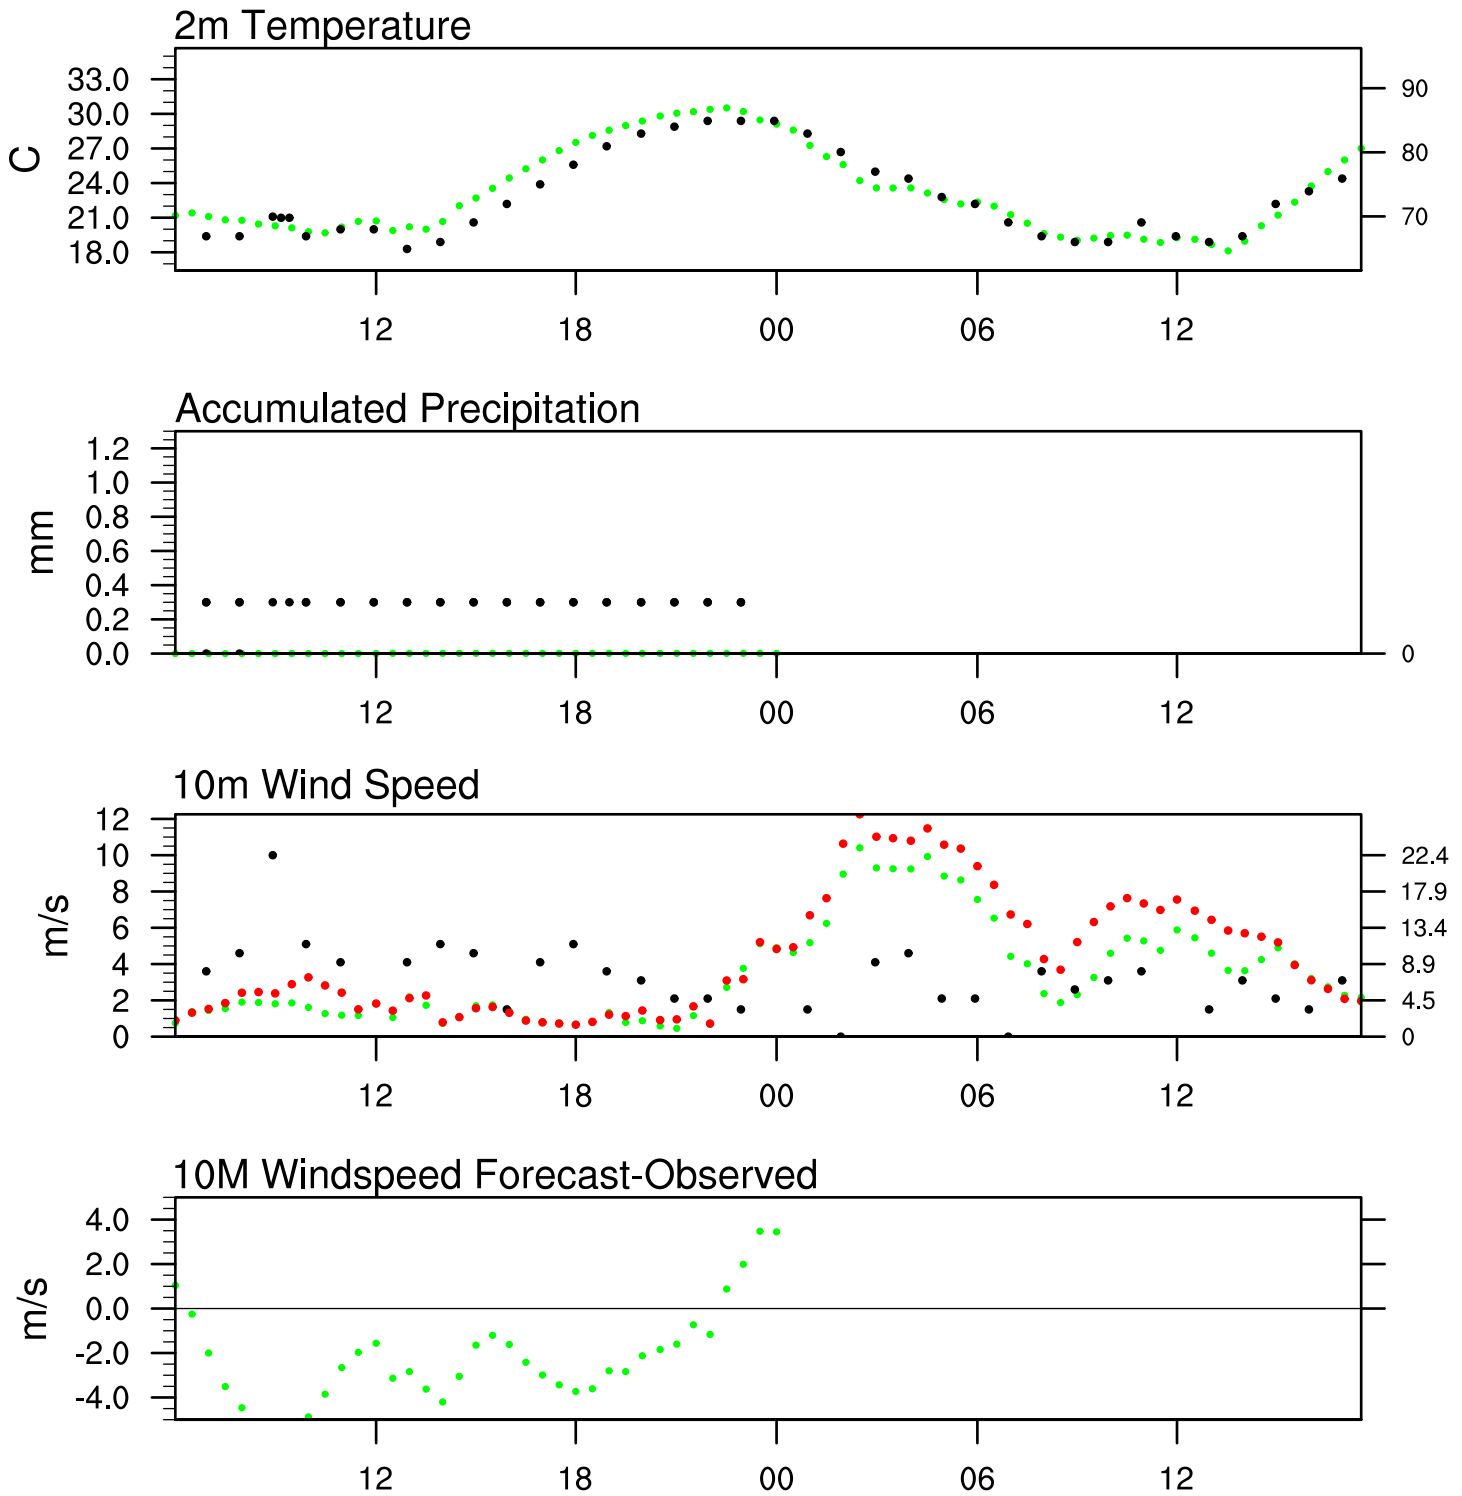 2m Temperature
C
33.0
30.0
27.0
24.0
21.0
18.0
90
80
70
12 18 00 06 12
Accumulated Precipitation
mm
1.2
1.0
0.8
0.6
0.4
0.2
0.0
0
12 18 00 06 12
10m Wind Speed
m/s
12
10
8
6
4
2
0
22.4
17.9
13.4
8.9
4.5
0
12 18 00 06 12
10M Windspeed Forecast-Observed
m/s
4.0
2.0
0.0
-2.0
-4.0
12 18 00 06 12